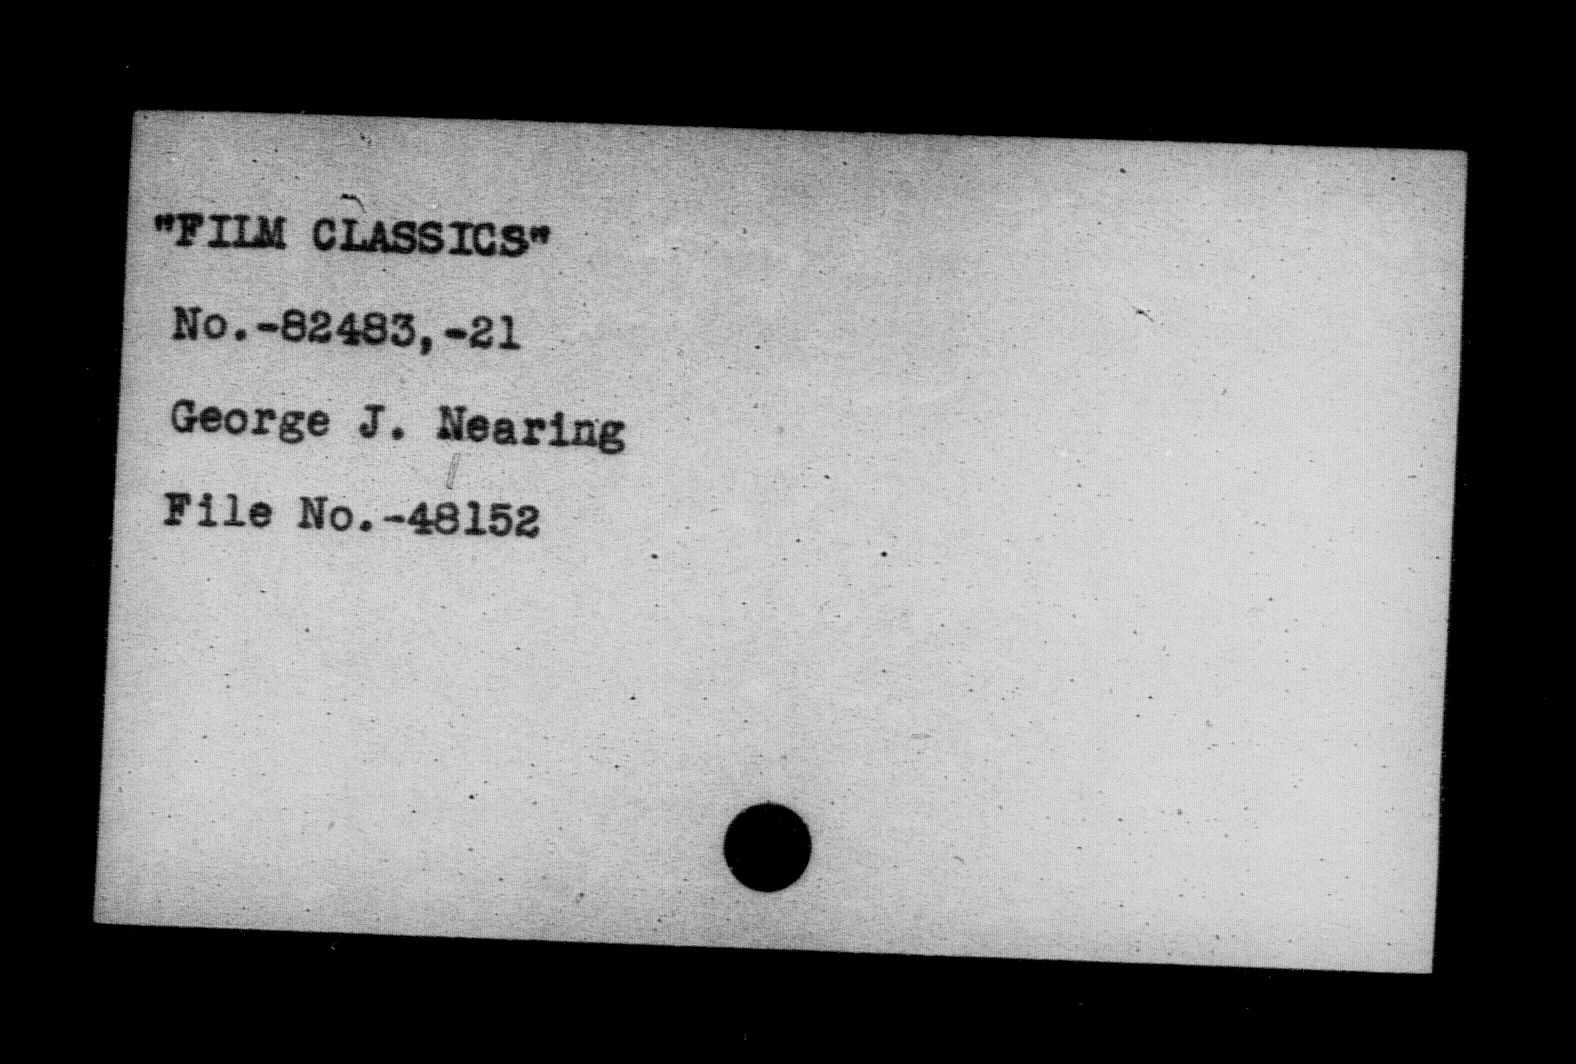 "FILM CLASSICS"
No.-82483,-21
George J. Nearing
File No.-48152